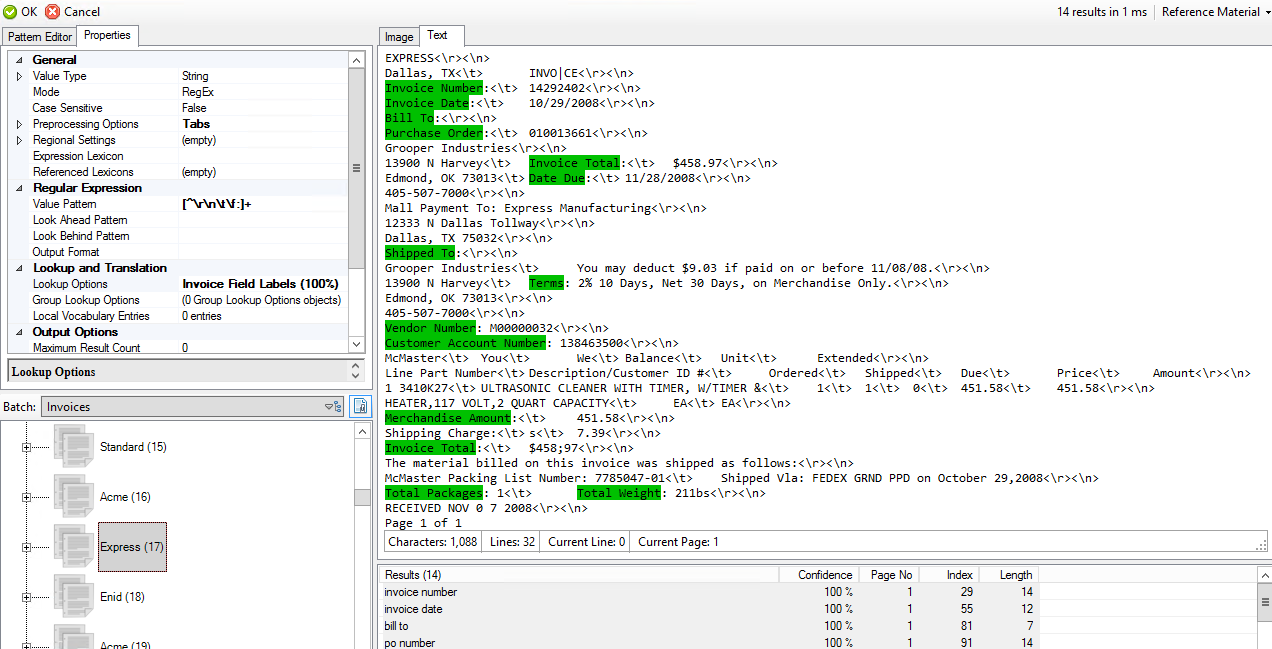 OK Cancel 14 results in 1 ms Reference Material
Pattern Editor Properties
General
Value Type String
Mode RegEx
Case Sensitive False
Preprocessing Options Tabs
Regional Settings (empty)
Expression Lexicon
Referenced Lexicons (empty)
Regular Expression
Value Pattern [^\r\n\t\f:]+
Look Ahead Pattern
Look Behind Pattern
Output Format
Lookup and Translation
Lookup Options Invoice Field Labels (100%)
Group Lookup Options (0 Group Lookup Options objects)
Local Vocabulary Entries 0 entries
Output Options
Maximum Result Count 0
Lookup Options
Batch: Invoices
Standard (15)
Acme (16)
Express (17)
Enid (18)
Acme (19)
Image Text
EXPRESS<\r><\n>
Dallas, TX<\t> INVO|CE<\r><\n>
Invoice Number:<\t> 14292402<\r><\n>
Invoice Date:<\t> 10/29/2008<\r><\n>
Bill To:<\r><\n>
Purchase Order:<\t> 010013661<\r><\n>
Grooper Industries<\r><\n>
13900 N Harvey<\t> Invoice Total:<\t> $458.97<\r><\n>
Edmond, OK 73013<\t> Date Due:<\t> 11/28/2008<\r><\n>
405-507-7000<\r><\n>
Mall Payment To: Express Manufacturing<\r><\n>
12333 N Dallas Tollway<\r><\n>
Dallas, TX 75032<\r><\n>
Shipped To:<\r><\n>
Grooper Industries<\t> You may deduct $9.03 if paid on or before 11/08/08.<\r><\n>
13900 N Harvey<\t> Terms: 2% 10 Days, Net 30 Days, on Merchandise Only.<\r><\n>
Edmond, OK 73013<\r><\n>
405-507-7000<\r><\n>
Vendor Number: M00000032<\r><\n>
Customer Account Number: 138463500<\r><\n>
McMaster<\t> You<\t> We<\t> Balance<\t> Unit<\t> Extended<\r><\n>
Line Part Number<\t> Description/Customer ID #<\t> Ordered<\t> Shipped<\t> Due<\t> Price<\t> Amount<\r><\n>
1 3410K27<\t> ULTRASONIC CLEANER WITH TIMER, W/TIMER &<\t> 1<\t> 1<\t> 0<\t> 451.58<\t> 451.58<\r><\n>
HEATER,117 VOLT,2 QUART CAPACITY<\t> EA<\t> EA<\r><\n>
Merchandise Amount:<\t> 451.58<\r><\n>
Shipping Charge:<\t> s<\t> 7.39<\r><\n>
Invoice Total:<\t> $458;97<\r><\n>
The material billed on this invoice was shipped as follows:<\r><\n>
McMaster Packing List Number: 7785047-01<\t> Shipped Vla: FEDEX GRND PPD on October 29,2008<\r><\n>
Total Packages: 1<\t> Total Weight: 211bs<\r><\n>
RECEIVED NOV 0 7 2008<\r><\n>
Page 1 of 1
Characters: 1,088 Lines: 32 Current Line: 0 Current Page: 1
Results (14) Confidence Page No Index Length
invoice number 100 % 1 29 14
invoice date 100 % 1 55 12
bill to 100 % 1 81 7
po number 100 % 1 91 14